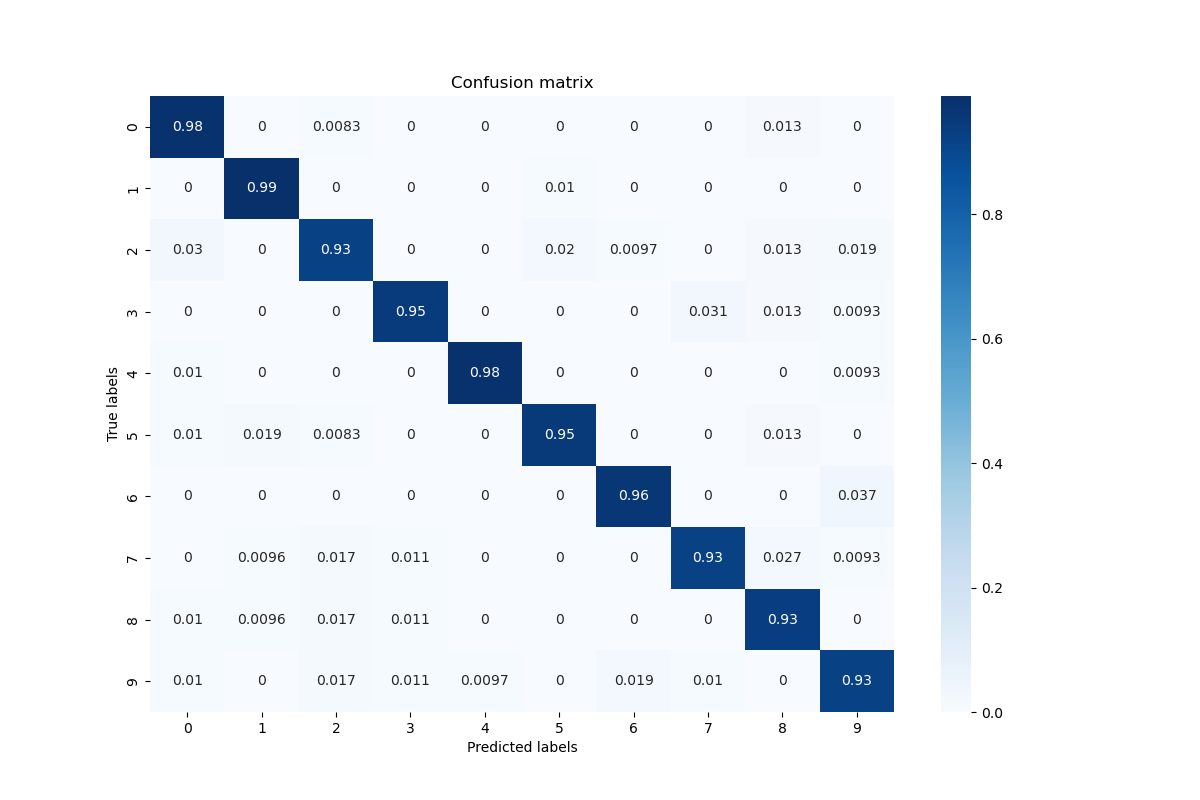 Confusion matrix
0 0.98 0 0.0083 0 0 0 0 0 0.013 0
1 0 0.99 0 0 0 0.01 0 0 0 0
2 0.03 0 0.93 0 0 0.02 0.0097 0 0.013 0.019
3 0 0 0 0.95 0 0 0 0.031 0.013 0.0093
4 0.01 0 0 0 0.98 0 0 0 0 0.0093
5 0.01 0.019 0.0083 0 0 0.95 0 0 0.013 0
6 0 0 0 0 0 0 0.96 0 0 0.037
7 0 0.0096 0.017 0.011 0 0 0 0.93 0.027 0.0093
8 0.01 0.0096 0.017 0.011 0 0 0 0 0.93 0
9 0.01 0 0.017 0.011 0.0097 0 0.019 0.01 0 0.93
0 1 2 3 4 5 6 7 8 9
Predicted labels
True labels
0.8
0.6
0.4
0.2
0.0